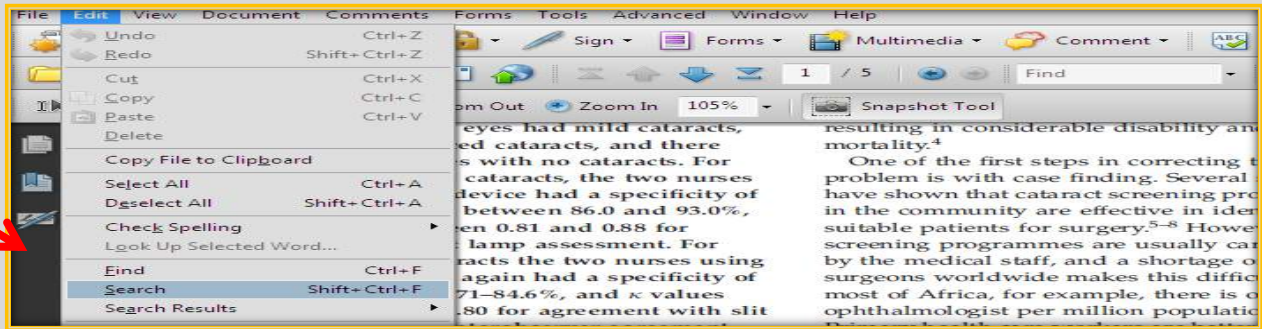 File Edit View Document Comments Forms Tools Advanced Window Help
Undo Ctrl+Z
Redo Shift+Ctrl+Z
Cut Ctrl+X
Copy Ctrl+C
Paste Ctrl+V
Delete
Copy File to Clipboard
Select All Ctrl+A
Deselect All Shift+Ctrl+A
Check Spelling
Look Up Selected Word...
Find Ctrl+F
Search Shift+Ctrl+F
Search Results
Sign Forms Multimedia Comment ABC
1 / 5 Find
om Out Zoom In 105% Snapshot Tool
eyes had mild cataracts,
ed cataracts, and there
s with no cataracts. For
cataracts, the two nurses
device had a specificity of
between 86.0 and 93.0%,
en 0.81 and 0.88 for
lamp assessment. For
racts the two nurses using
again had a specificity of
71–84.6%, and κ values
.80 for agreement with slit
resulting in considerable disability and
mortality.4
One of the first steps in correcting t
problem is with case finding. Several
have shown that cataract screening pro
in the community are effective in iden
suitable patients for surgery.5–8 Howe
screening programmes are usually car
by the medical staff, and a shortage o
surgeons worldwide makes this diffic
most of Africa, for example, there is o
ophthalmologist per million populatio